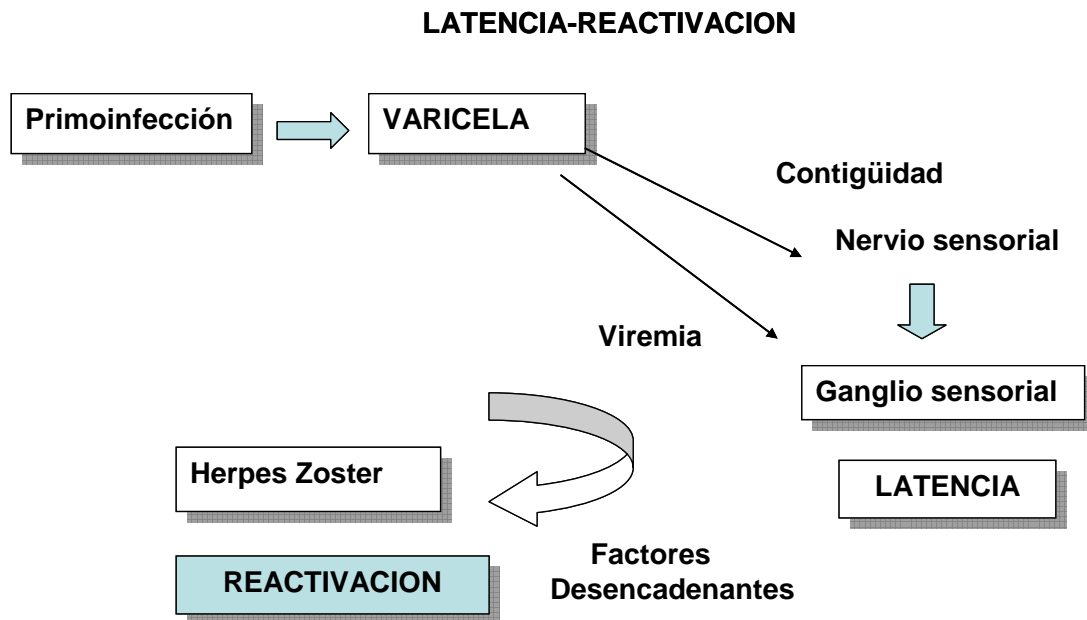 LATENCIA-REACTIVACION
Primoinfección
VARICELA
Contigüidad
Nervio sensorial
Viremia
Ganglio sensorial
LATENCIA
Herpes Zoster
REACTIVACION
Factores
Desencadenantes